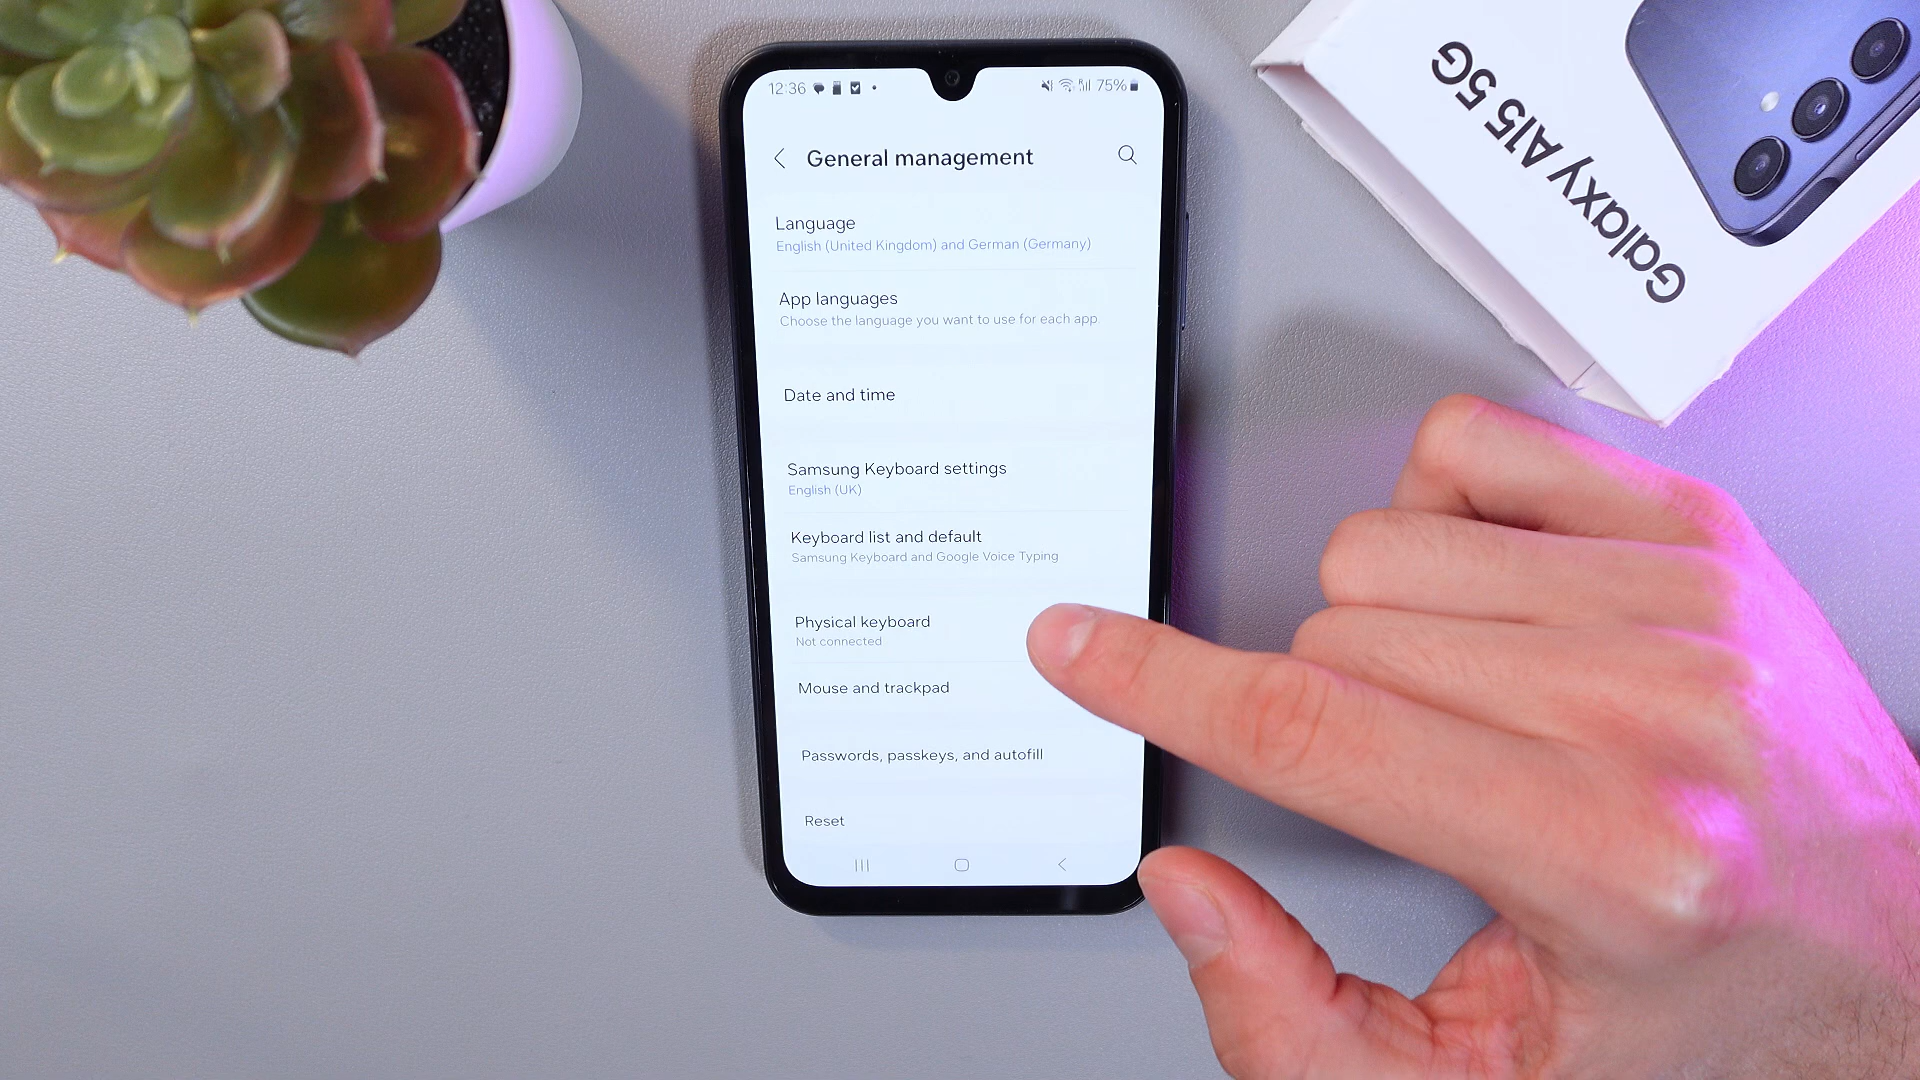 12:36
75%
General management
Language
English (United Kingdom) and German (Germany)
App languages
Choose the language you want to use for each app.
Date and time
Samsung Keyboard settings
English (UK)
Keyboard list and default
Samsung Keyboard and Google Voice Typing
Physical keyboard
Not connected
Mouse and trackpad
Passwords, passkeys, and autofill
Reset
Galaxy A15 5G